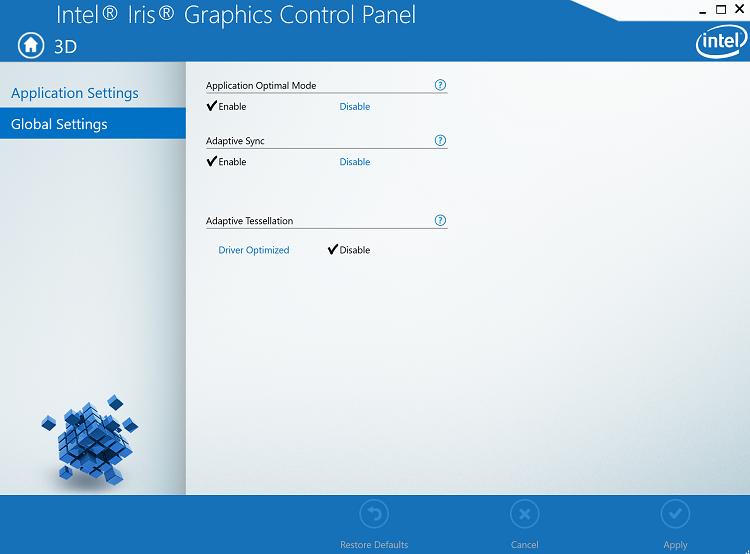 Intel® Iris® Graphics Control Panel
3D
intel
Application Settings
Global Settings
Application Optimal Mode ?
Enable Disable
Adaptive Sync ?
Enable Disable
Adaptive Tessellation ?
Driver Optimized Disable
Restore Defaults Cancel Apply